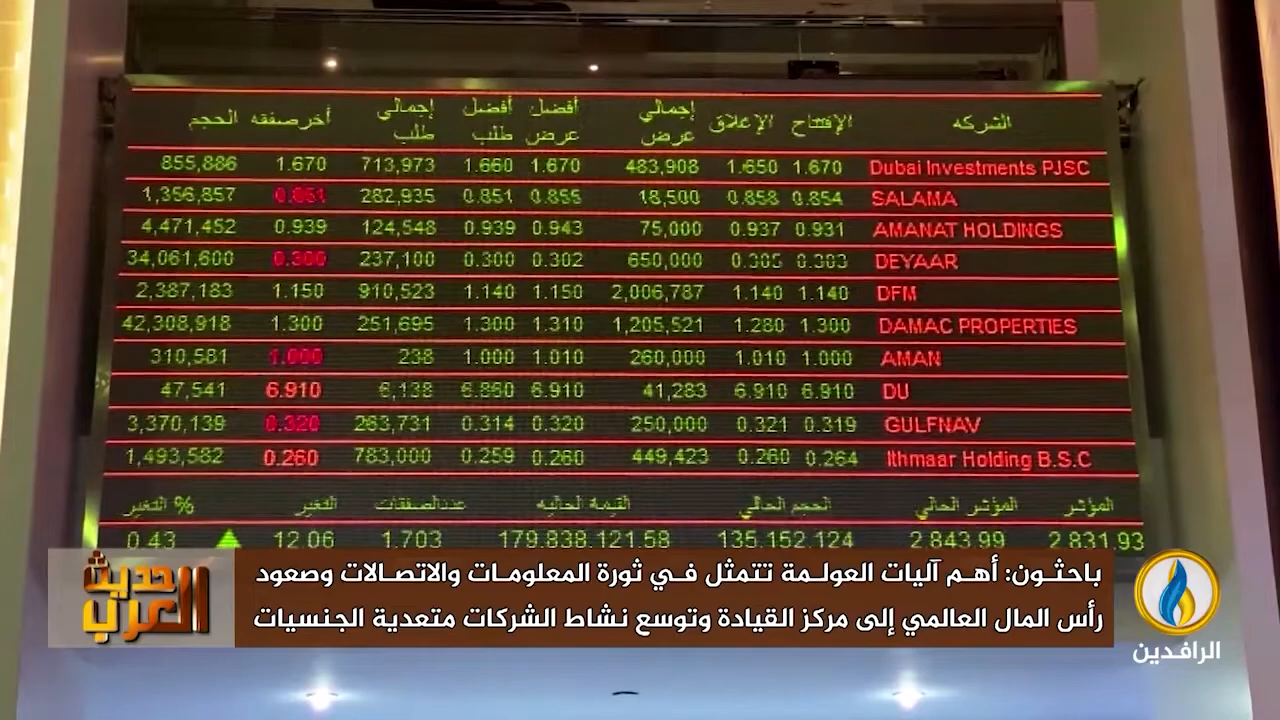 الشركه الإفتتاح الإغلاق إجمالي عرض أفضل عرض أفضل طلب إجمالي طلب أخرصفقه الحجم
Dubai Investments PJSC 1.670 1.650 483,908 1.670 1.660 713,973 1.670 855,886
SALAMA 0.854 0.858 18,500 0.855 0.851 282,935 0.851 1,356,857
AMANAT HOLDINGS 0.931 0.937 75,000 0.943 0.939 124,548 0.939 4,471,452
DEYAAR 0.303 0.305 650,000 0.302 0.300 237,100 0.300 34,061,600
DFM 1.140 1.140 2,006,787 1.150 1.140 910,523 1.150 2,387,183
DAMAC PROPERTIES 1.300 1.280 1,205,521 1.310 1.300 251,695 1.300 42,308,918
AMAN 1.000 1.010 260,000 1.010 1.000 238 1.000 310,581
DU 6.910 6.910 41,283 6.910 6.860 6,138 6.910 47,541
GULFNAV 0.319 0.321 250,000 0.320 0.314 263,731 0.320 3,370,139
Ithmaar Holding B.S.C 0.264 0.260 449,423 0.260 0.259 783,000 0.260 1,493,582
المؤشر المؤشر الحالي الحجم الحالي القيمة الحاليه عددالصفقات التغير التغير %
2 831.93 2 843.99 135,152,124 179,838,121.58 1,703 12.06 0.43
باحثون: أهم آليات العولمة تتمثل في ثورة المعلومات والاتصالات وصعود
رأس المال العالمي إلى مركز القيادة وتوسع نشاط الشركات متعدية الجنسيات
حديث العرب
الرافدين